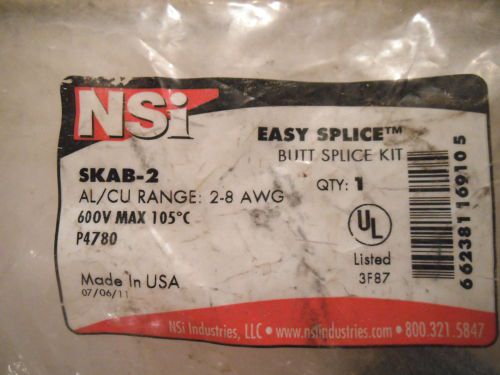 NSi
EASY SPLICE™
BUTT SPLICE KIT
SKAB-2
AL/CU RANGE: 2-8 AWG
QTY: 1
600V MAX 105°C
P4780
UL
Listed
3F87
Made In USA
07/06/11
662381169105
NSi Industries, LLC • www.nsiindustries.com • 800.321.5847